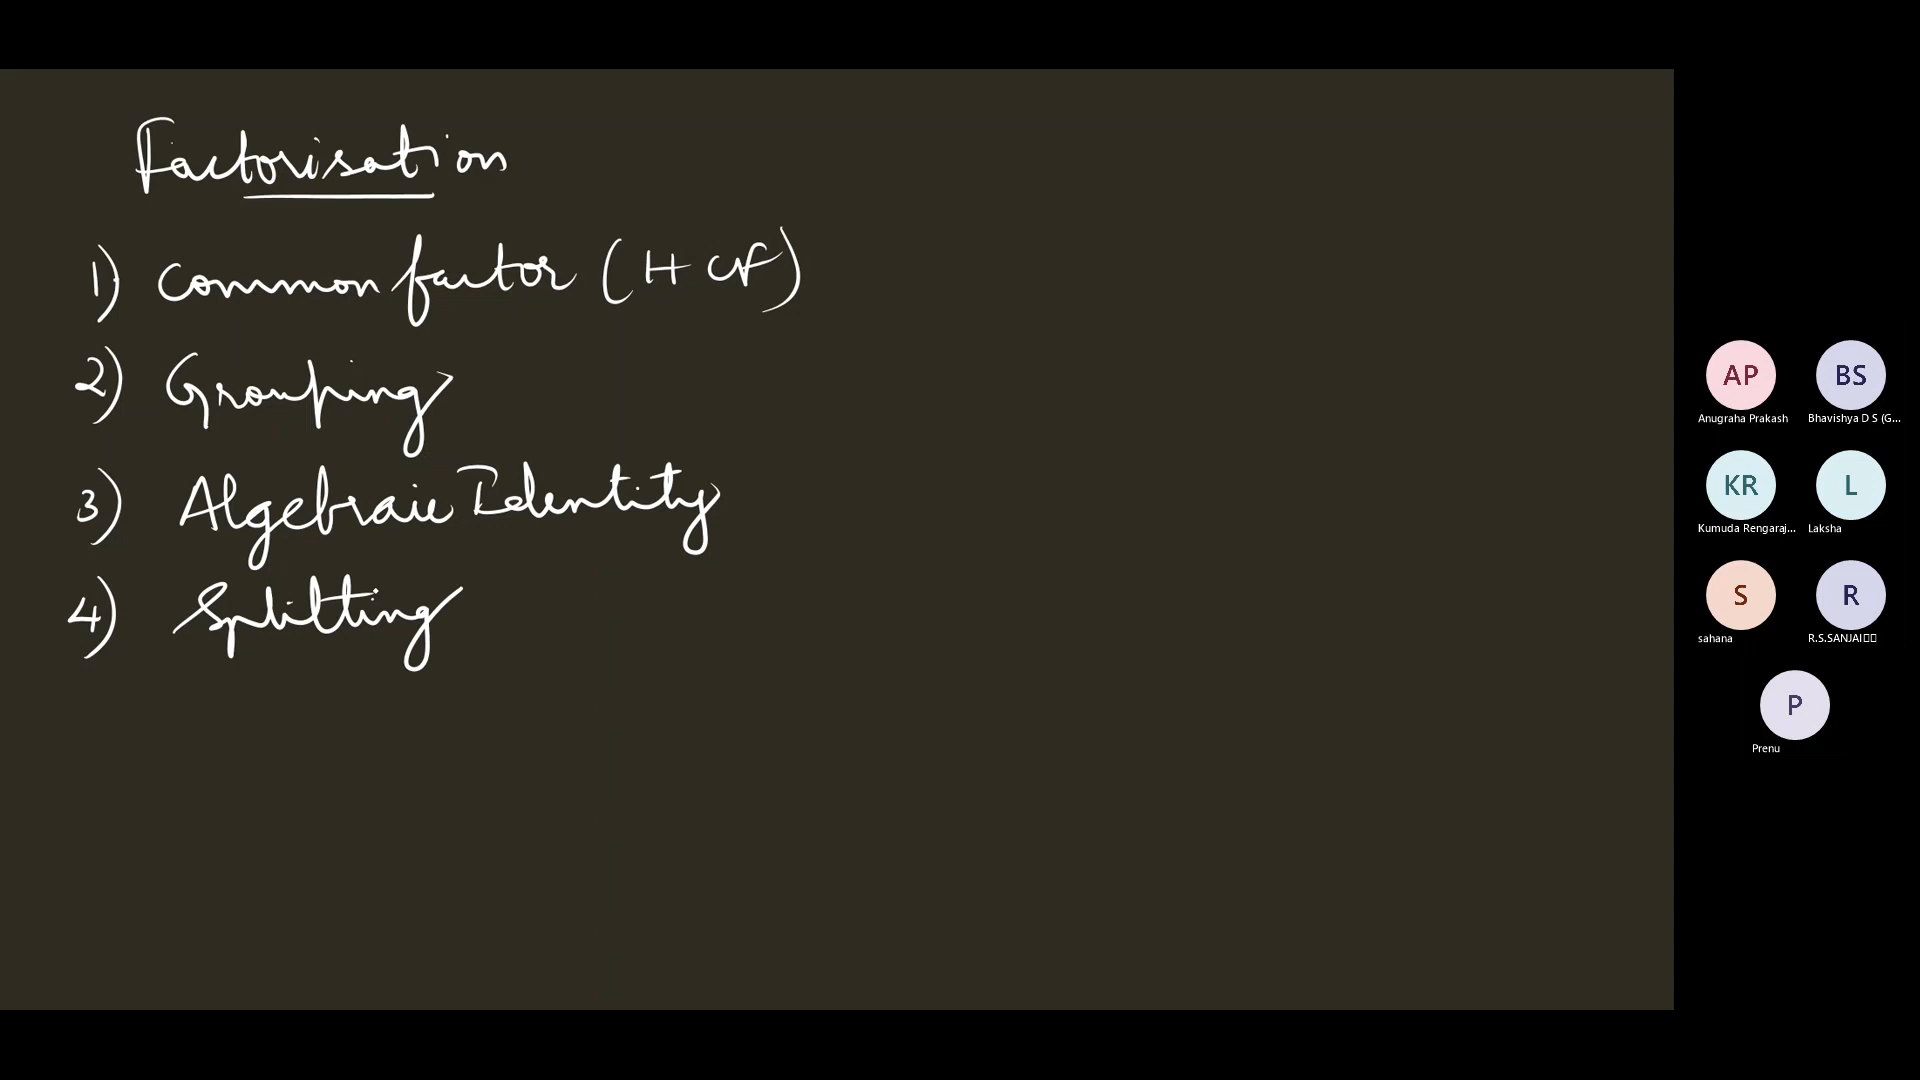 Factorisation
1) Common factor (HCF)
2) Grouping
3) Algebraic Identity
4) Splitting
AP BS
Anugraha Prakash Bhavishya D S (G...
KR L
Kumuda Rengaraj... Laksha
S R
sahana R.S.SANJAI
P
Prenu